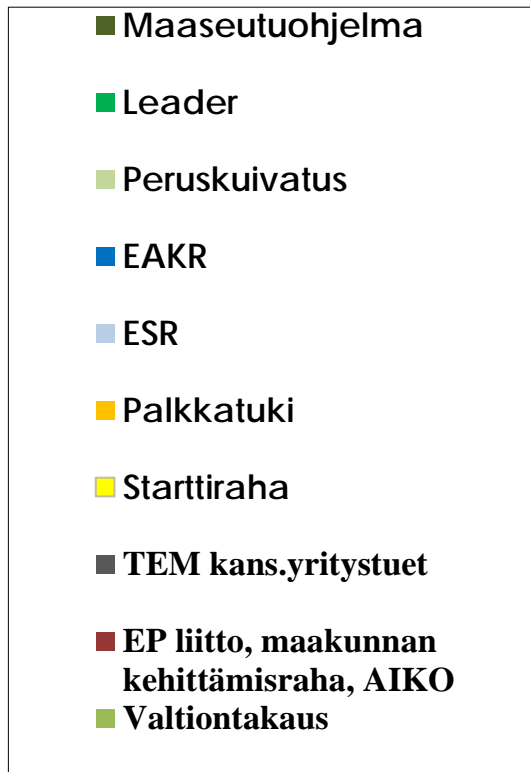 Maaseutuohjelma
Leader
Peruskuivatus
EAKR
ESR
Palkkatuki
Starttiraha
TEM kans.yritystuet
EP liitto, maakunnan
kehittämisraha, AIKO
Valtiontakaus